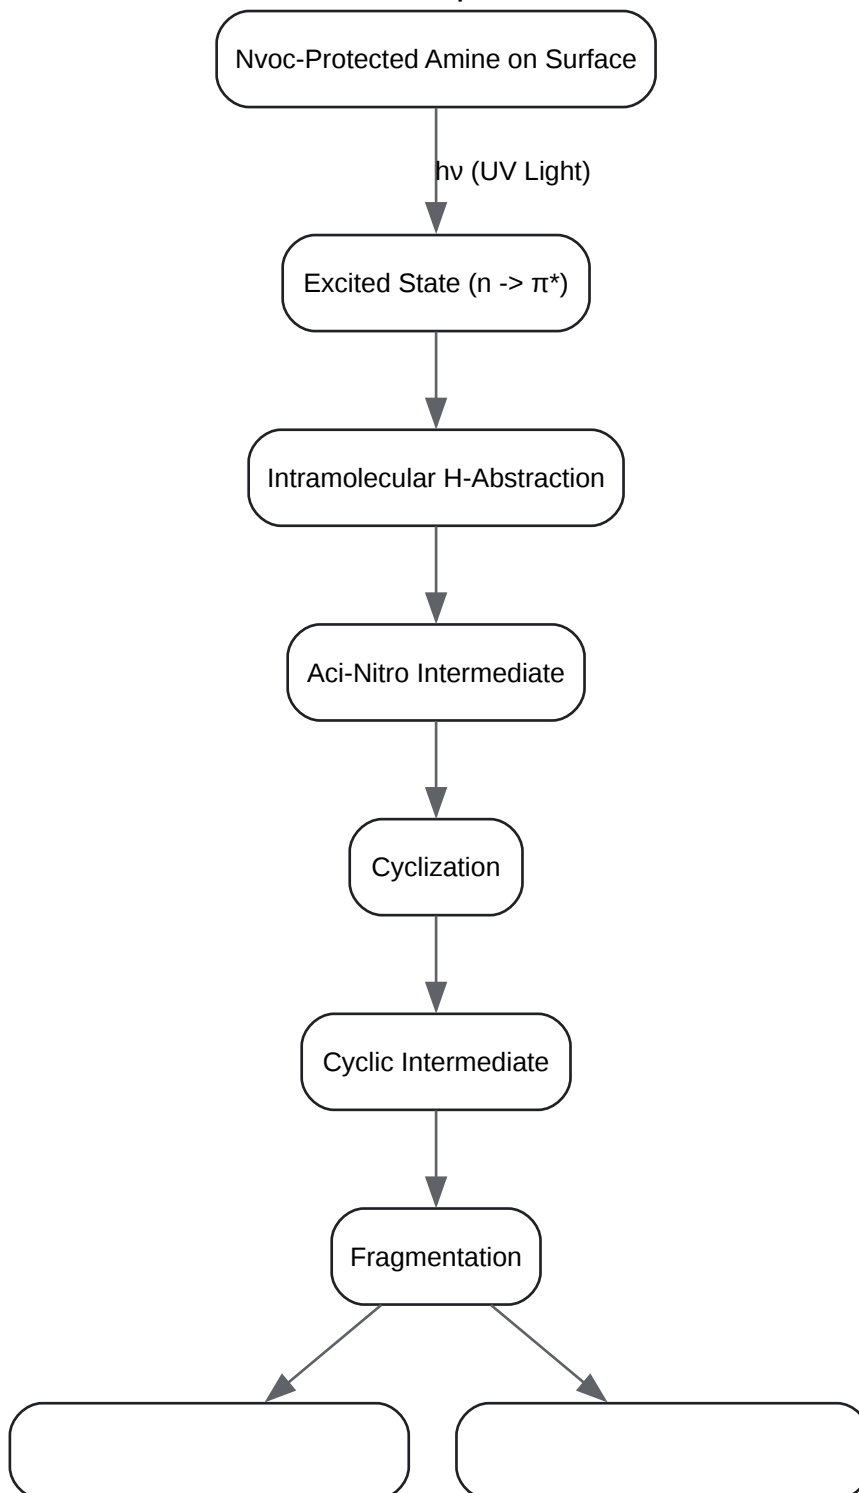 Nvoc-Protected Amine on Surface
hν (UV Light)
Excited State (n -> π*)
Intramolecular H-Abstraction
Aci-Nitro Intermediate
Cyclization
Cyclic Intermediate
Fragmentation